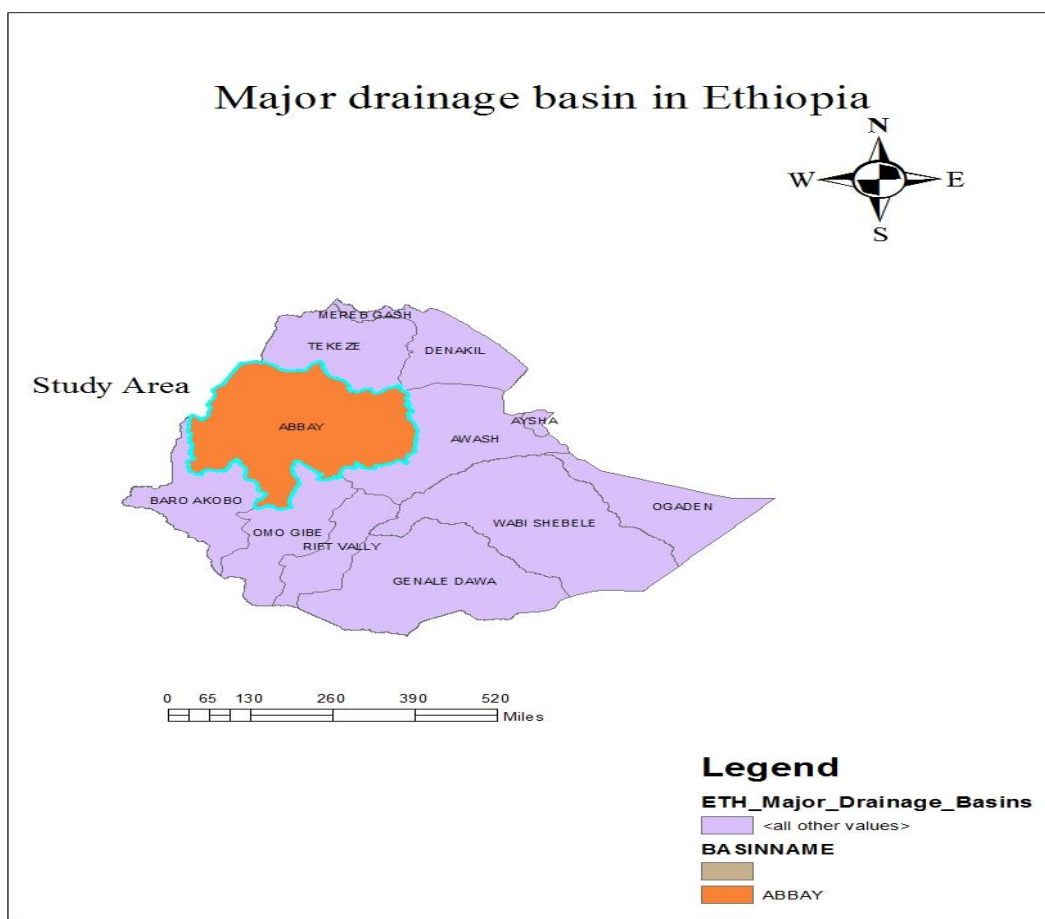 Major drainage basin in Ethiopia
N
W E
S
MEREB GASH
TEKEZE
DENAKIL
Study Area
AYSHA
ABBAY
AWASH
BARO AKOBO
OGADEN
WABI SHEBELE
OMO GIBE
RIFT VALLY
GENALE DAWA
0 65 130 260 390 520
Miles
Legend
ETH_Major_Drainage_Basins
<all other values>
BASINNAME
ABBAY